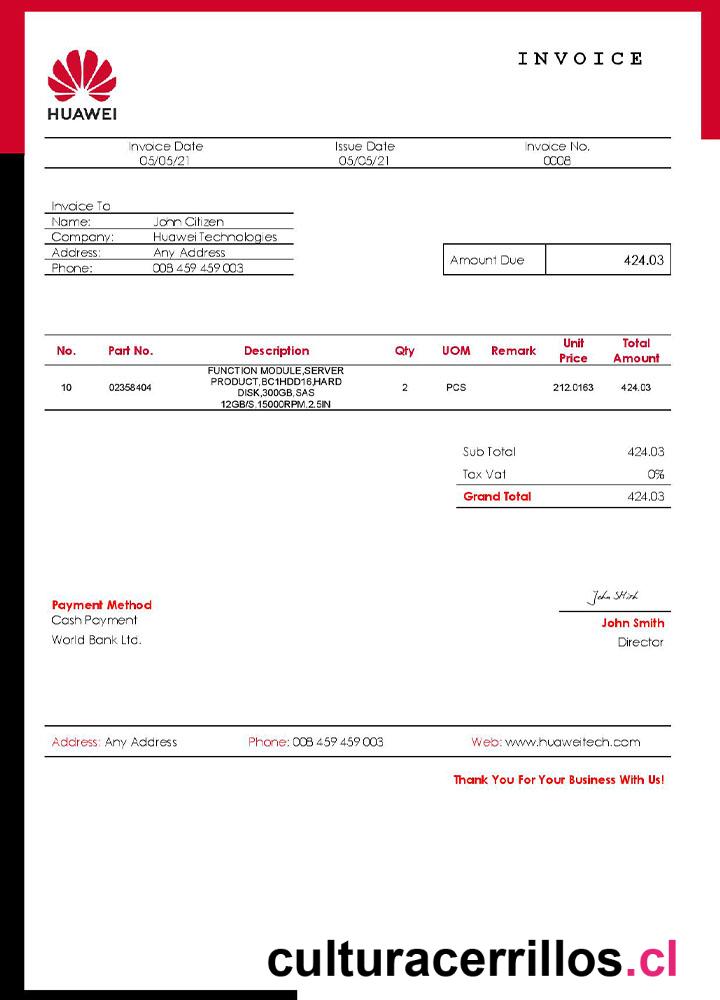 INVOICE
HUAWEI
Invoice Date Issue Date Invoice No.
05/05/21 05/05/21 0008
Invoice To
Name: John Citizen
Company: Huawei Technologies
Address: Any Address
Phone: 008 459 459 003
Amount Due 424.03
No. Part No. Description Qty UOM Remark Unit Price Total Amount
FUNCTION MODULE,SERVER
PRODUCT,BC1HDD16,HARD
10 02358404 DISK,300GB,SAS 2 PCS 212.0163 424.03
12GB/S,15000RPM,2.5IN
Sub Total 424.03
Tax Vat 0%
Grand Total 424.03
John Smith
Payment Method
Cash Payment
World Bank Ltd.
John Smith
Director
Address: Any Address Phone: 008 459 459 003 Web: www.huaweitech.com
Thank You For Your Business With Us!
culturacerrillos.cl